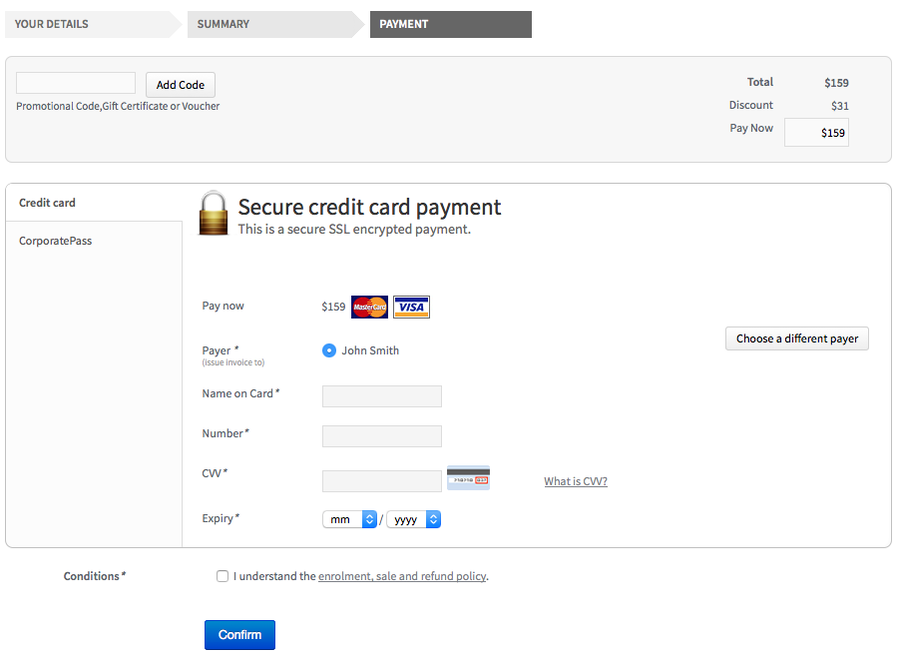 YOUR DETAILS
SUMMARY
PAYMENT
Add Code
Promotional Code,Gift Certificate or Voucher
Total $159
Discount $31
Pay Now $159
Credit card
CorporatePass
Secure credit card payment
This is a secure SSL encrypted payment.
Pay now $159 MasterCard VISA
Choose a different payer
Payer * John Smith
(issue invoice to)
Name on Card *
Number *
CVV *
What is CVV?
Expiry * mm / yyyy
Conditions * I understand the enrolment, sale and refund policy.
Confirm